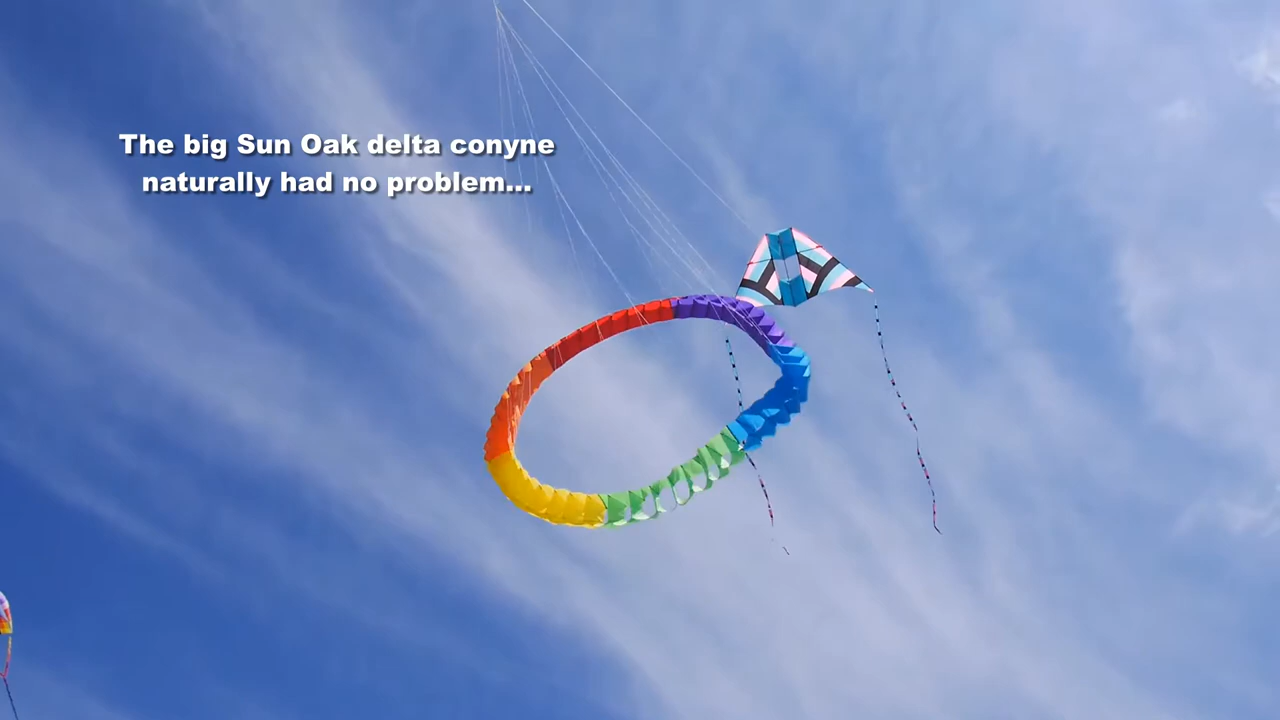 The big Sun Oak delta conyne
naturally had no problem...